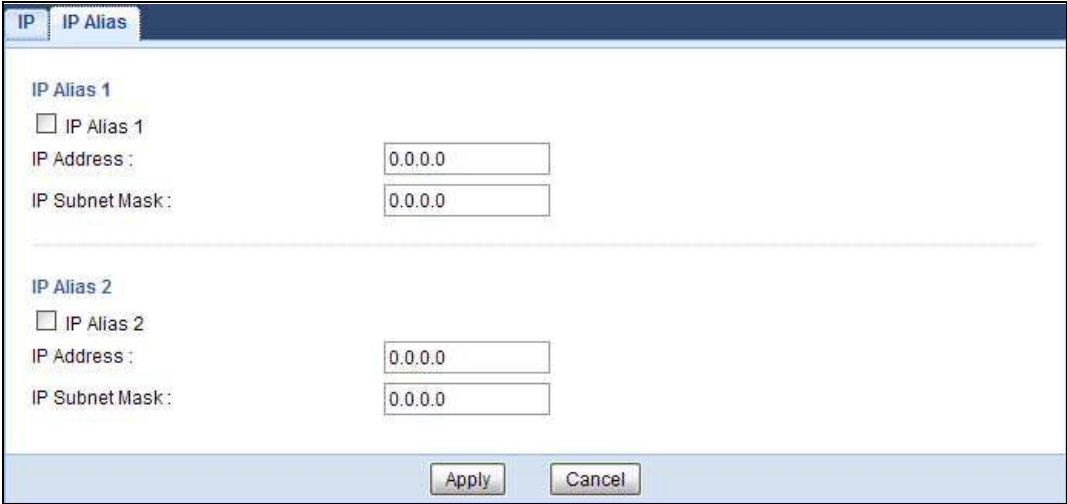 IP IP Alias
IP Alias 1
IP Alias 1
IP Address : 0.0.0.0
IP Subnet Mask : 0.0.0.0
IP Alias 2
IP Alias 2
IP Address : 0.0.0.0
IP Subnet Mask : 0.0.0.0
Apply Cancel